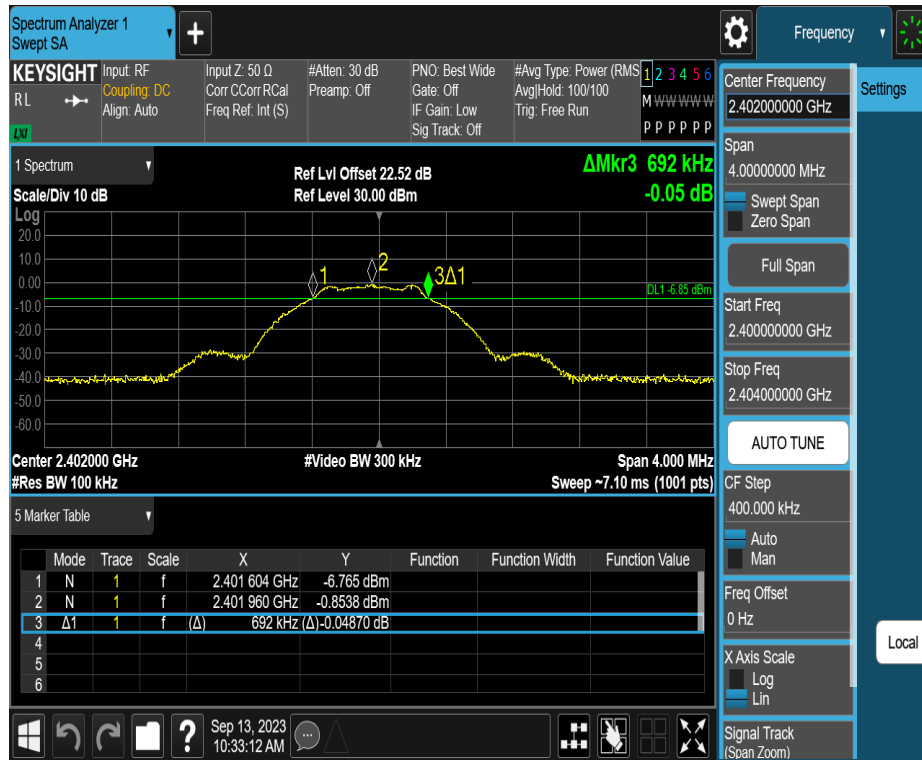 Spectrum Analyzer 1
Swept SA
Frequency
KEYSIGHT
R L
LXI
Input: RF
Coupling: DC
Align: Auto
Input Z: 50 Ω
Corr CCorr RCal
Freq Ref: Int (S)
#Atten: 30 dB
Preamp: Off
PNO: Best Wide
Gate: Off
IF Gain: Low
Sig Track: Off
#Avg Type: Power (RMS
Avg|Hold: 100/100
Trig: Free Run
1 2 3 4 5 6
M W W W W W
P P P P P P
1 Spectrum
Scale/Div 10 dB
Ref Lvl Offset 22.52 dB
Ref Level 30.00 dBm
ΔMkr3 692 kHz
-0.05 dB
Log
20.0
10.0
0.00
-10.0
-20.0
-30.0
-40.0
-50.0
-60.0
1
2
3Δ1
DL1 -6.85 dBm
Center 2.402000 GHz
#Res BW 100 kHz
#Video BW 300 kHz
Span 4.000 MHz
Sweep ~7.10 ms (1001 pts)
5 Marker Table
Mode Trace Scale X Y Function Function Width Function Value
1 N 1 f 2.401 604 GHz -6.765 dBm
2 N 1 f 2.401 960 GHz -0.8538 dBm
3 Δ1 1 f (Δ) 692 kHz (Δ) -0.04870 dB
4
5
6
Sep 13, 2023
10:33:12 AM
Center Frequency
2.402000000 GHz
Settings
Span
4.00000000 MHz
Swept Span
Zero Span
Full Span
Start Freq
2.400000000 GHz
Stop Freq
2.404000000 GHz
AUTO TUNE
CF Step
400.000 kHz
Auto
Man
Freq Offset
0 Hz
Local
X Axis Scale
Log
Lin
Signal Track
(Span Zoom)